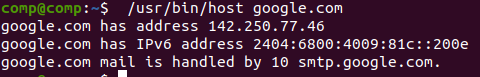 comp@comp:~$  /usr/bin/host google.com
google.com has address 142.250.77.46
google.com has IPv6 address 2404:6800:4009:81c::200e
google.com mail is handled by 10 smtp.google.com.